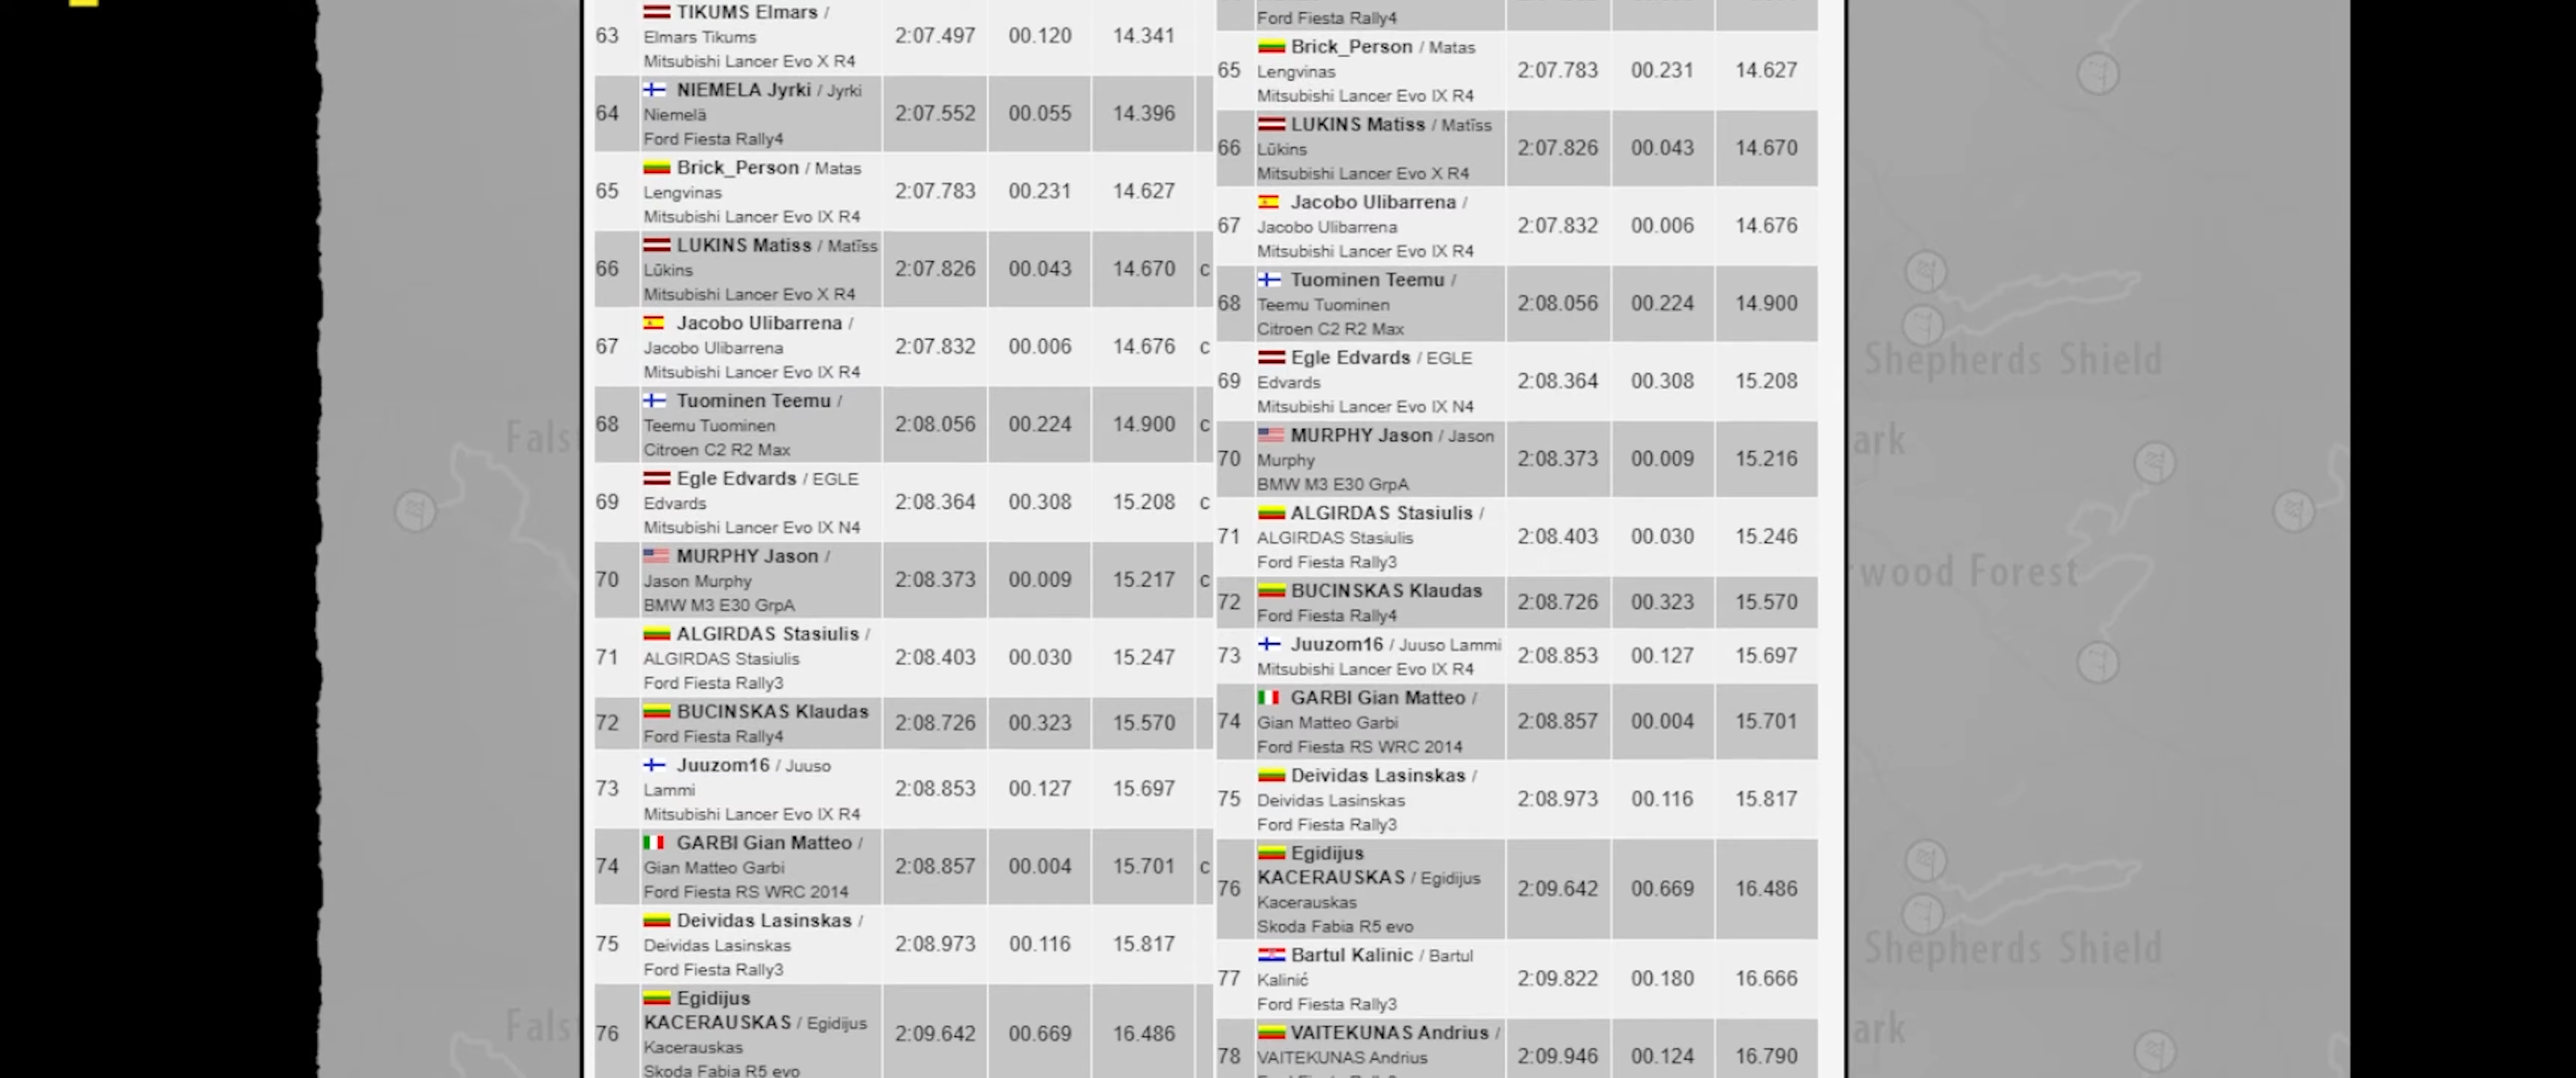 63
TIKUMS Elmars /
Elmars Tikums
Mitsubishi Lancer Evo X R4
2:07.497 00.120 14.341
64
NIEMELA Jyrki / Jyrki
Niemelä
Ford Fiesta Rally4
2:07.552 00.055 14.396
65
Brick_Person / Matas
Lengvinas
Mitsubishi Lancer Evo IX R4
2:07.783 00.231 14.627
66
LUKINS Matiss / Matīss
Lūkins
Mitsubishi Lancer Evo X R4
2:07.826 00.043 14.670 c
67
Jacobo Ulibarrena /
Jacobo Ulibarrena
Mitsubishi Lancer Evo IX R4
2:07.832 00.006 14.676 c
68
Tuominen Teemu /
Teemu Tuominen
Citroen C2 R2 Max
2:08.056 00.224 14.900 c
69
Egle Edvards / EGLE
Edvards
Mitsubishi Lancer Evo IX N4
2:08.364 00.308 15.208 c
70
MURPHY Jason /
Jason Murphy
BMW M3 E30 GrpA
2:08.373 00.009 15.217 c
71
ALGIRDAS Stasiulis /
ALGIRDAS Stasiulis
Ford Fiesta Rally3
2:08.403 00.030 15.247
72
BUCINSKAS Klaudas
Ford Fiesta Rally4
2:08.726 00.323 15.570
73
Juuzom16 / Juuso
Lammi
Mitsubishi Lancer Evo IX R4
2:08.853 00.127 15.697
74
GARBI Gian Matteo /
Gian Matteo Garbi
Ford Fiesta RS WRC 2014
2:08.857 00.004 15.701 c
75
Deividas Lasinskas /
Deividas Lasinskas
Ford Fiesta Rally3
2:08.973 00.116 15.817
76
Egidijus
KACERAUSKAS / Egidijus
Kacerauskas
Skoda Fabia R5 evo
2:09.642 00.669 16.486
Ford Fiesta Rally4
65
Brick_Person / Matas
Lengvinas
Mitsubishi Lancer Evo IX R4
2:07.783 00.231 14.627
66
LUKINS Matiss / Matīss
Lūkins
Mitsubishi Lancer Evo X R4
2:07.826 00.043 14.670
67
Jacobo Ulibarrena /
Jacobo Ulibarrena
Mitsubishi Lancer Evo IX R4
2:07.832 00.006 14.676
68
Tuominen Teemu /
Teemu Tuominen
Citroen C2 R2 Max
2:08.056 00.224 14.900
69
Egle Edvards / EGLE
Edvards
Mitsubishi Lancer Evo IX N4
2:08.364 00.308 15.208
70
MURPHY Jason / Jason
Murphy
BMW M3 E30 GrpA
2:08.373 00.009 15.216
71
ALGIRDAS Stasiulis /
ALGIRDAS Stasiulis
Ford Fiesta Rally3
2:08.403 00.030 15.246
72
BUCINSKAS Klaudas
Ford Fiesta Rally4
2:08.726 00.323 15.570
73
Juuzom16 / Juuso Lammi
Mitsubishi Lancer Evo IX R4
2:08.853 00.127 15.697
74
GARBI Gian Matteo /
Gian Matteo Garbi
Ford Fiesta RS WRC 2014
2:08.857 00.004 15.701
75
Deividas Lasinskas /
Deividas Lasinskas
Ford Fiesta Rally3
2:08.973 00.116 15.817
76
Egidijus
KACERAUSKAS / Egidijus
Kacerauskas
Skoda Fabia R5 evo
2:09.642 00.669 16.486
77
Bartul Kalinic / Bartul
Kalinić
Ford Fiesta Rally3
2:09.822 00.180 16.666
78
VAITEKUNAS Andrius /
VAITEKUNAS Andrius
2:09.946 00.124 16.790
Fals
Fals
Shepherds Shield
ark
wood Forest
Shepherds Shield
ark